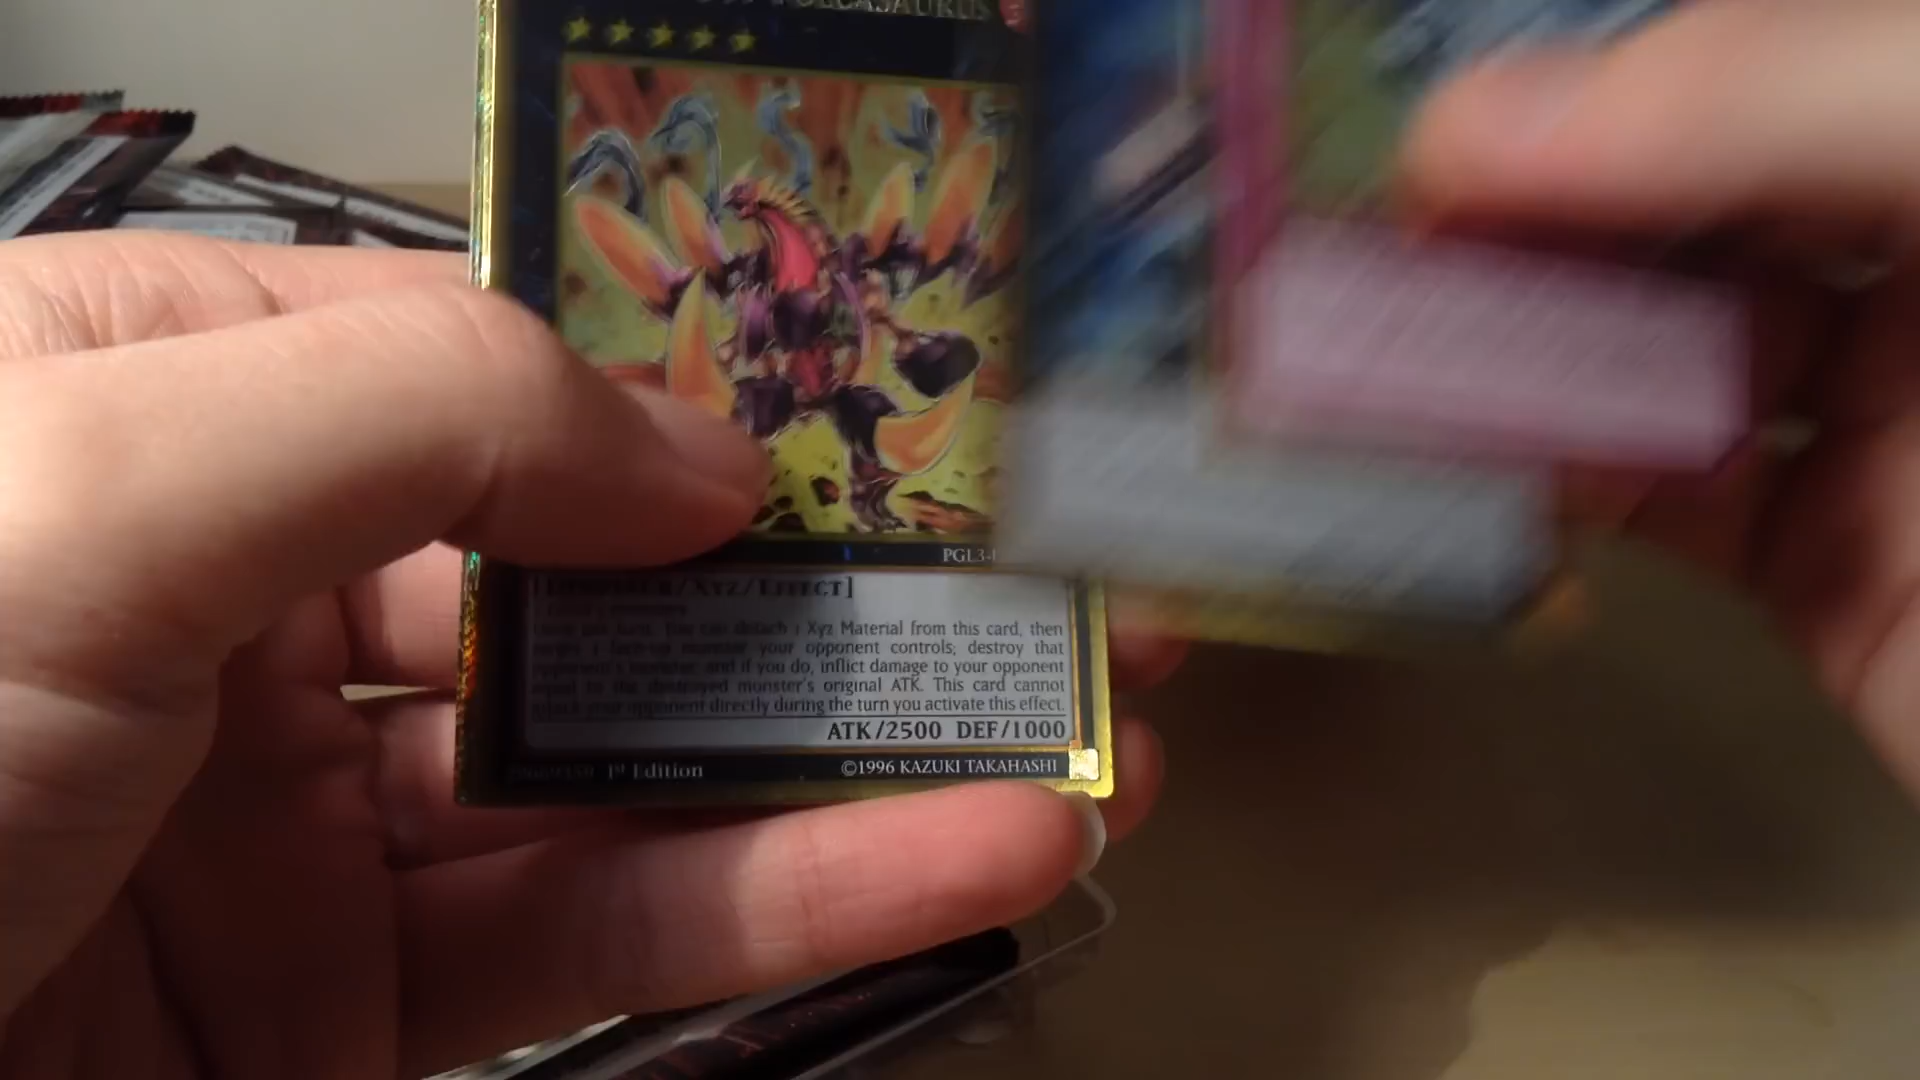 VOLCASAURUS
PGL3-
/XYZ/EFFECT]
You can detach 1 Xyz Material from this card, then
target 1 face-up monster your opponent controls; destroy that
opponent's monster, and if you do, inflict damage to your opponent
equal to the destroyed monster's original ATK. This card cannot
attack your opponent directly during the turn you activate this effect.
ATK/2500 DEF/1000
1st Edition
©1996 KAZUKI TAKAHASHI